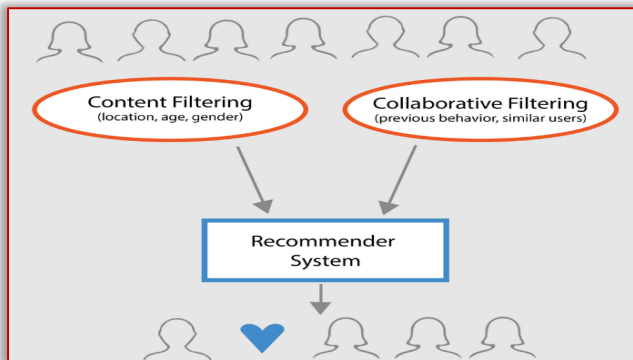 Content Filtering
(location, age, gender)
Collaborative Filtering
(previous behavior, similar users)
Recommender
System